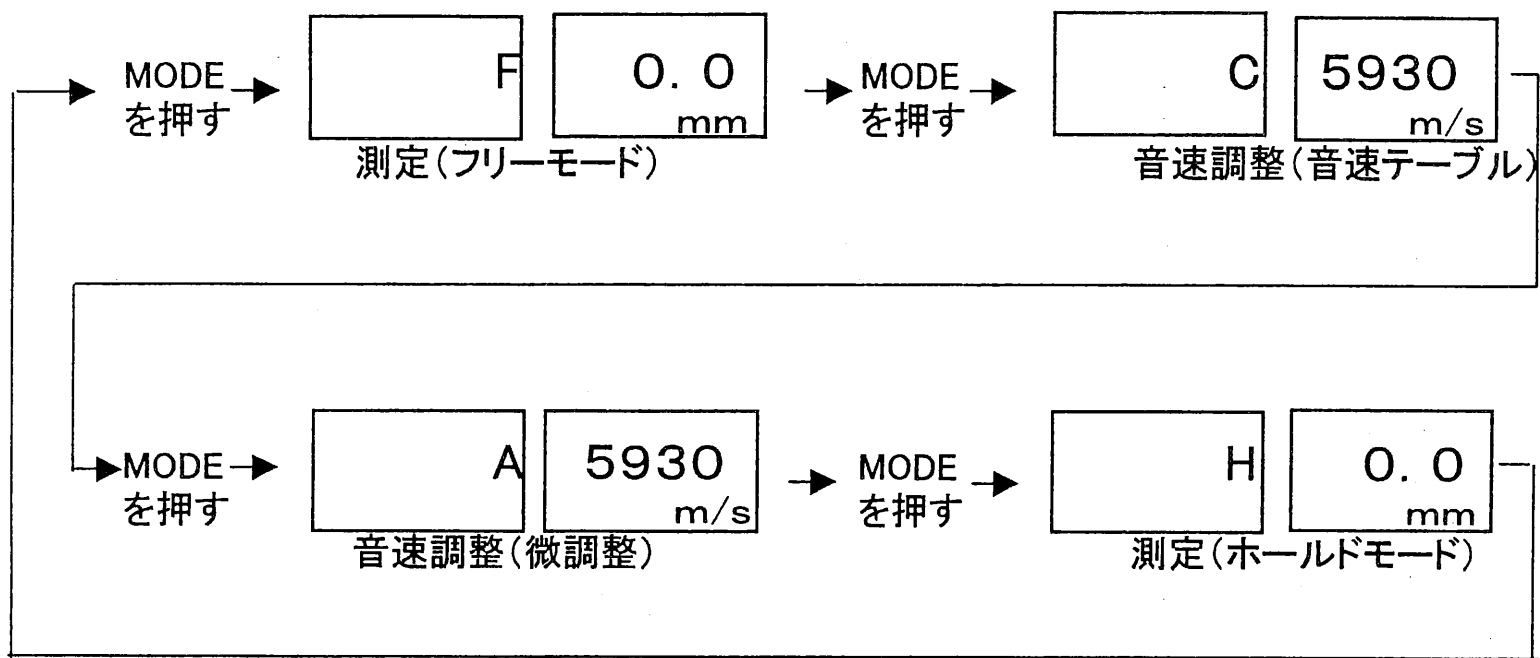 MODE
を押す
F
0. 0
mm
測定(フリーモード)
MODE
を押す
C
5930
m/s
音速調整(音速テーブル)
MODE
を押す
A
5930
m/s
音速調整(微調整)
MODE
を押す
H
0. 0
mm
測定(ホールドモード)